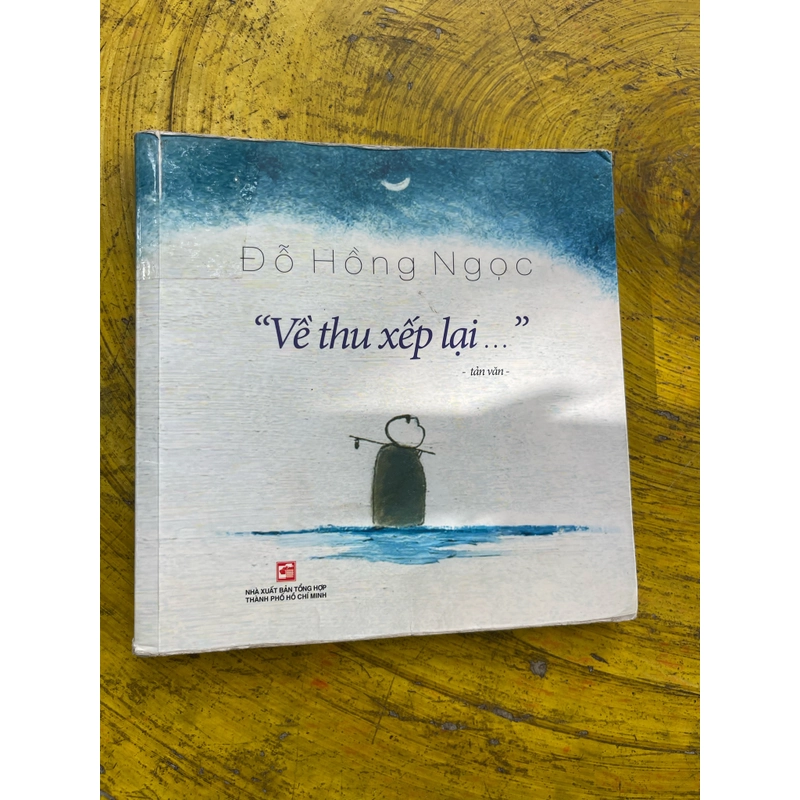 Đỗ Hồng Ngọc
“Về thu xếp lại ...”
- tản văn -
NHÀ XUẤT BẢN TỔNG HỢP
THÀNH PHỐ HỒ CHÍ MINH